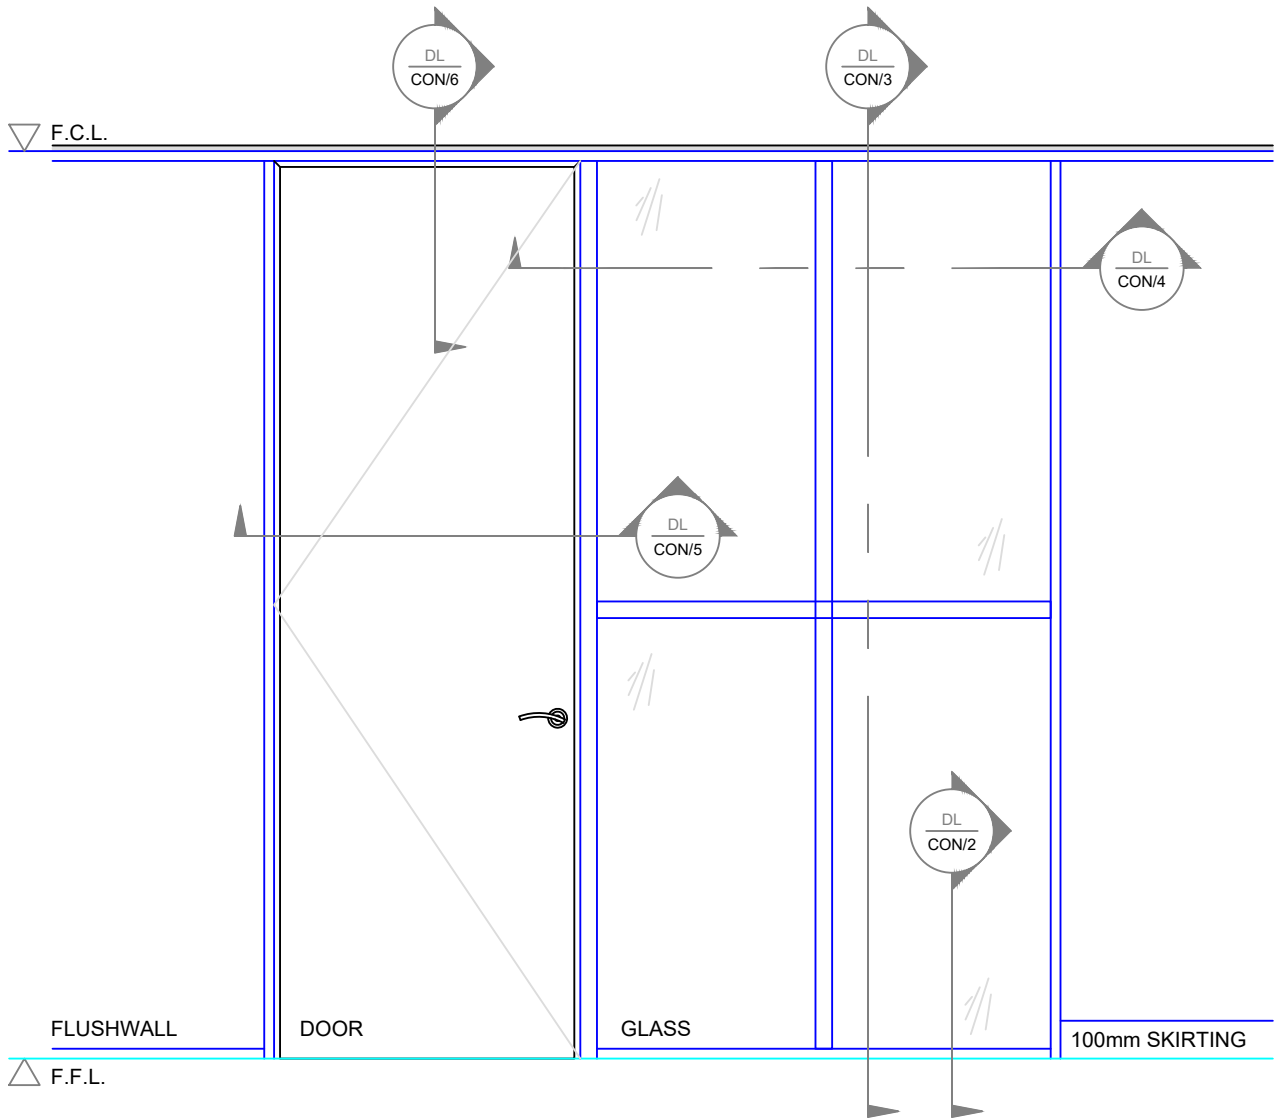 DL
CON/6
DL
CON/3
F.C.L.
DL
CON/4
DL
CON/5
DL
CON/2
FLUSHWALL
DOOR
GLASS
100mm SKIRTING
F.F.L.